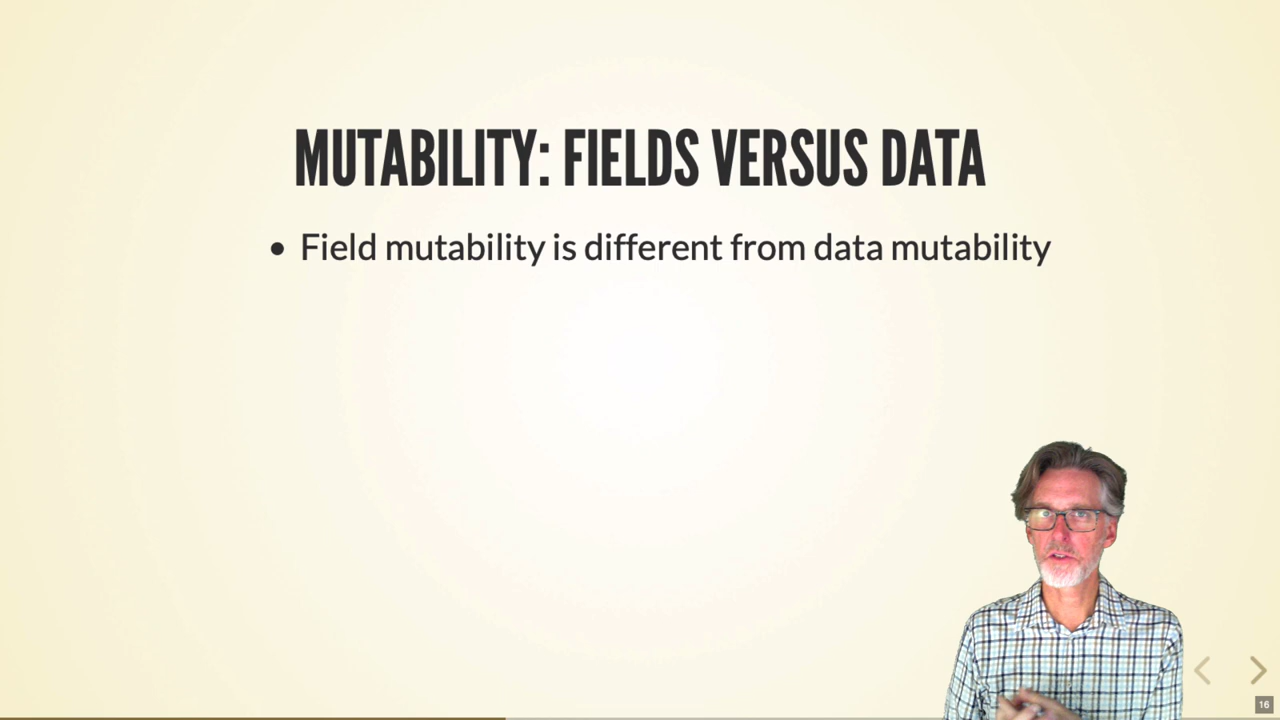 MUTABILITY: FIELDS VERSUS DATA
• Field mutability is different from data mutability
16